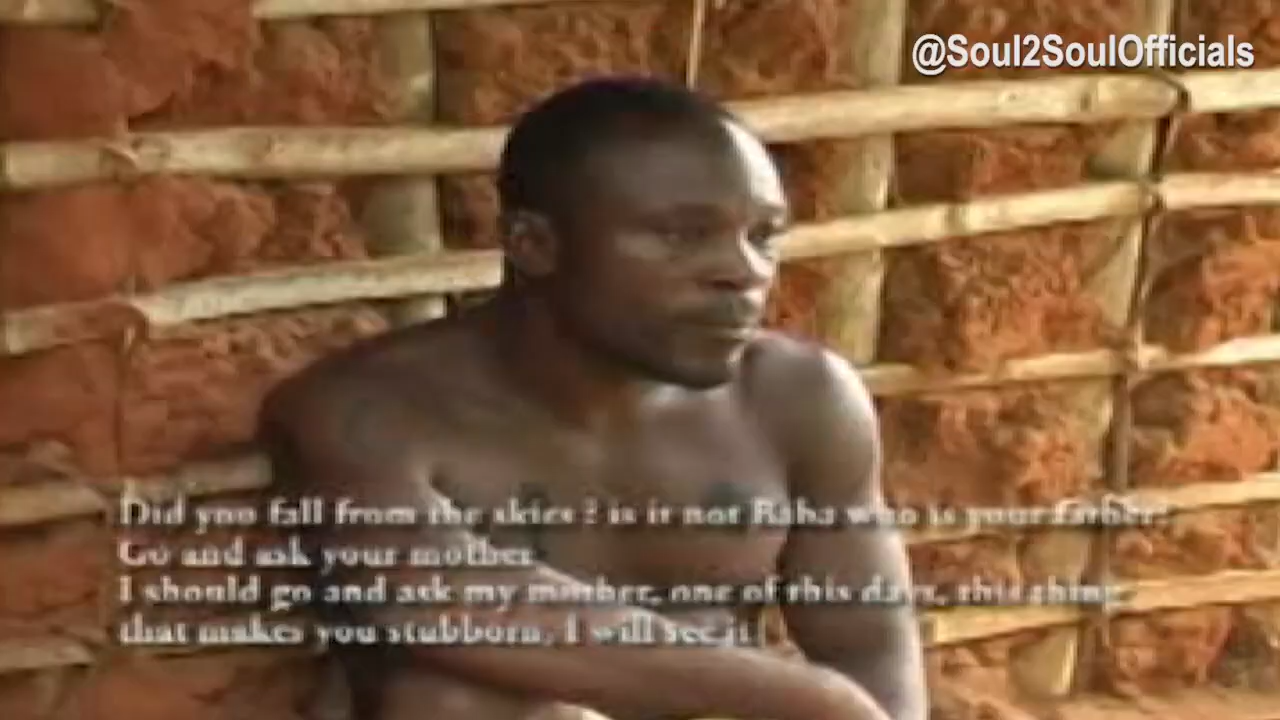 @Soul2SoulOfficials
Did you fall from the skies ? is it not Baba who is your father?
Go and ask your mother
I should go and ask my mother, one of this days, this thing
that makes you stubborn, I will see it